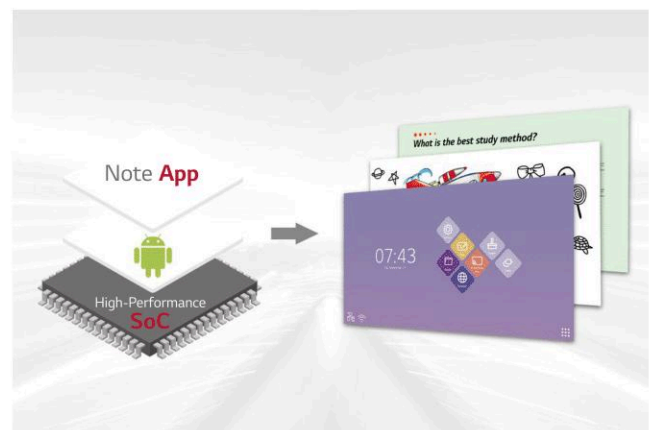 Note App
High-Performance
SoC
What is the best study method?
07:43